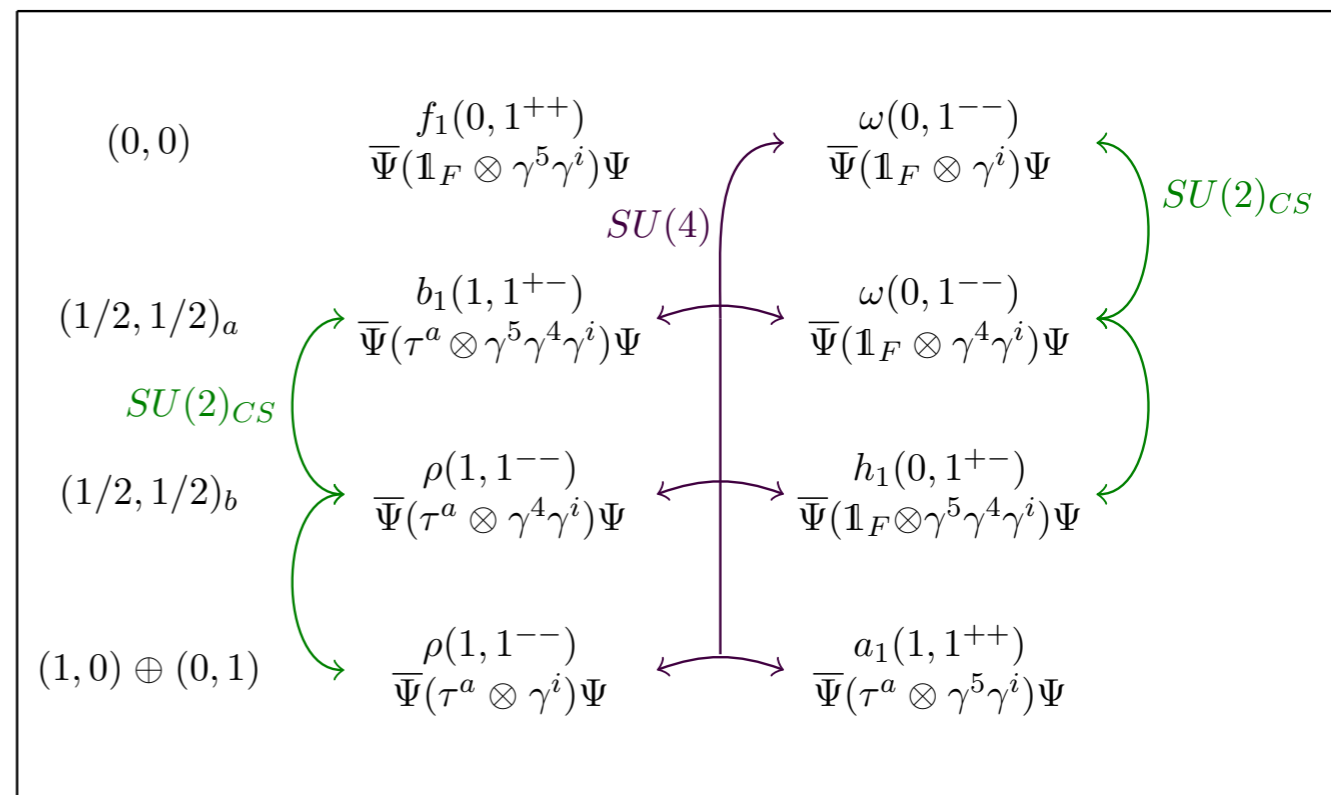 (0, 0)
f₁(0, 1⁺⁺)
Ψ̅(𝟙_F ⊗ γ⁵γⁱ)Ψ
ω(0, 1⁻⁻)
Ψ̅(𝟙_F ⊗ γⁱ)Ψ
SU(4)
SU(2)_CS
(1/2, 1/2)_a
b₁(1, 1⁺⁻)
Ψ̅(τᵃ ⊗ γ⁵γ⁴γⁱ)Ψ
ω(0, 1⁻⁻)
Ψ̅(𝟙_F ⊗ γ⁴γⁱ)Ψ
SU(2)_CS
(1/2, 1/2)_b
ρ(1, 1⁻⁻)
Ψ̅(τᵃ ⊗ γ⁴γⁱ)Ψ
h₁(0, 1⁺⁻)
Ψ̅(𝟙_F ⊗ γ⁵γ⁴γⁱ)Ψ
(1, 0) ⊕ (0, 1)
ρ(1, 1⁻⁻)
Ψ̅(τᵃ ⊗ γⁱ)Ψ
a₁(1, 1⁺⁺)
Ψ̅(τᵃ ⊗ γ⁵γⁱ)Ψ